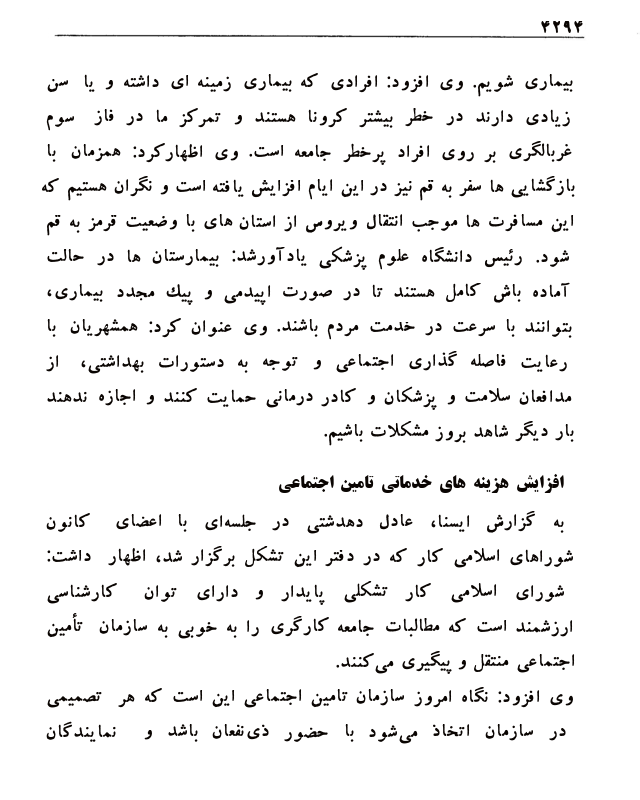 ۴۲۹۴
بیماری شویم. وی افزود: افرادی که بیماری زمینه ای داشته و یا سن
زیادی دارند در خطر بیشتر کرونا هستند و تمرکز ما در فاز سوم
غربالگری بر روی افراد پرخطر جامعه است. وی اظهارکرد: همزمان با
بازگشایی ها سفر به قم نیز در این ایام افزایش یافته است و نگران هستیم که
این مسافرت ها موجب انتقال ویروس از استان های با وضعیت قرمز به قم
شود. رئیس دانشگاه علوم پزشکی یادآورشد: بیمارستان ها در حالت
آماده باش کامل هستند تا در صورت اپیدمی و پیك مجدد بیماری،
بتوانند با سرعت در خدمت مردم باشند. وی عنوان کرد: همشهریان با
رعایت فاصله گذاری اجتماعی و توجه به دستورات بهداشتی، از
مدافعان سلامت و پزشکان و کادر درمانی حمایت کنند و اجازه ندهند
بار دیگر شاهد بروز مشکلات باشیم.
افزایش هزینه های خدماتی تامین اجتماعی
به گزارش ایسنا، عادل دهدشتی در جلسه‌ای با اعضای کانون
شوراهای اسلامی کار که در دفتر این تشکل برگزار شد، اظهار داشت:
شورای اسلامی کار تشکلی پایدار و دارای توان کارشناسی
ارزشمند است که مطالبات جامعه کارگری را به خوبی به سازمان تأمین
اجتماعی منتقل و پیگیری می‌کنند.
وی افزود: نگاه امروز سازمان تامین اجتماعی این است که هر تصمیمی
در سازمان اتخاذ می‌شود با حضور ذی‌نفعان باشد و نمایندگان